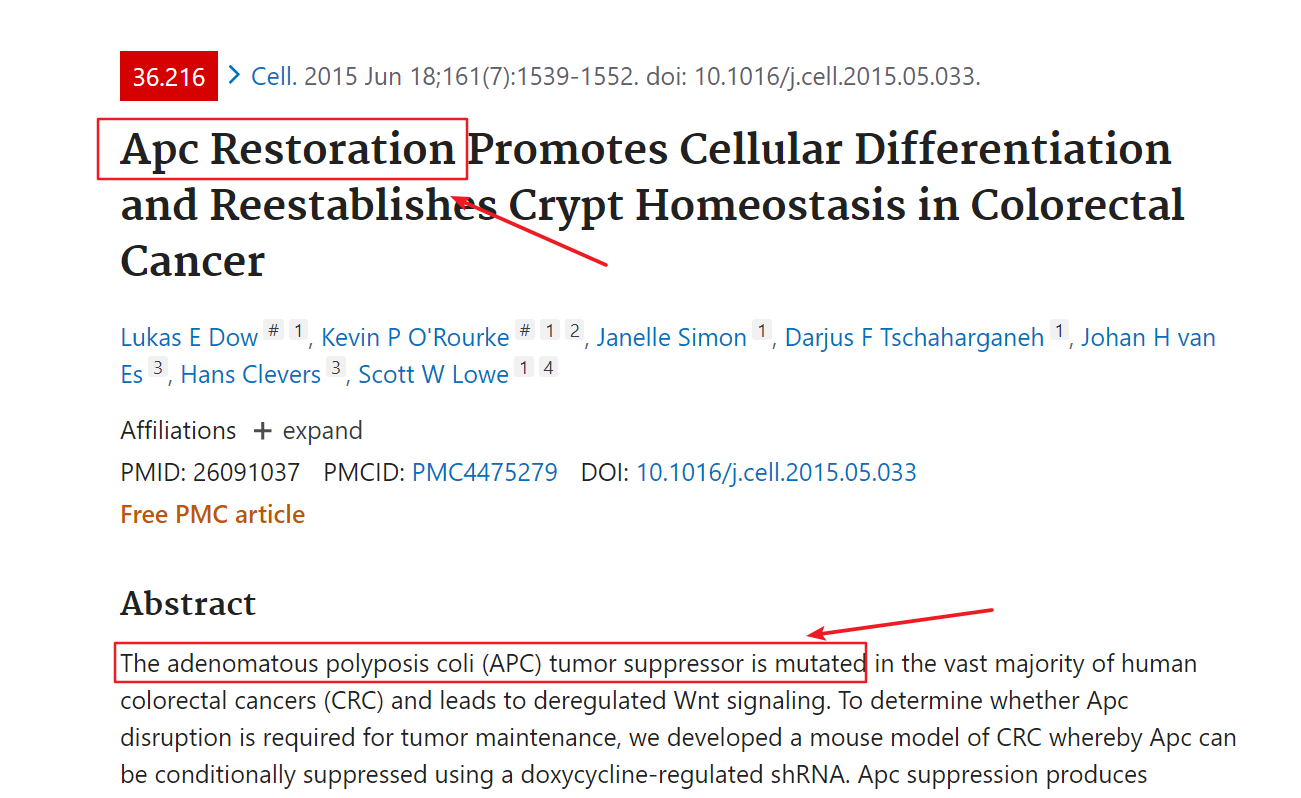 36.216 > Cell. 2015 Jun 18;161(7):1539-1552. doi: 10.1016/j.cell.2015.05.033.
Apc Restoration Promotes Cellular Differentiation
and Reestablishes Crypt Homeostasis in Colorectal
Cancer
Lukas E Dow # 1, Kevin P O'Rourke # 1 2, Janelle Simon 1, Darjus F Tschaharganeh 1, Johan H van
Es 3, Hans Clevers 3, Scott W Lowe 1 4
Affiliations + expand
PMID: 26091037 PMCID: PMC4475279 DOI: 10.1016/j.cell.2015.05.033
Free PMC article
Abstract
The adenomatous polyposis coli (APC) tumor suppressor is mutated in the vast majority of human
colorectal cancers (CRC) and leads to deregulated Wnt signaling. To determine whether Apc
disruption is required for tumor maintenance, we developed a mouse model of CRC whereby Apc can
be conditionally suppressed using a doxycycline-regulated shRNA. Apc suppression produces